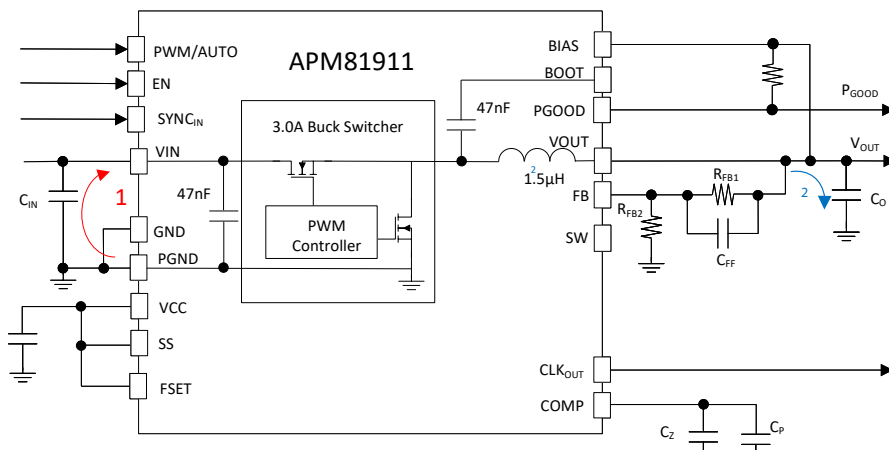 APM81911
PWM/AUTO
EN
SYNCIN
VIN
CIN
1
GND
PGND
VCC
SS
FSET
47nF
3.0A Buck Switcher
PWM
Controller
47nF
2
1.5µH
BIAS
BOOT
PGOOD
VOUT
FB
SW
CLKOUT
COMP
PGOOD
VOUT
RFB1
RFB2
CFF
2
CO
CZ
CP